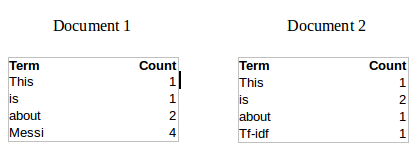 Document 1
Term Count
This 1
is 1
about 2
Messi 4
Document 2
Term Count
This 1
is 2
about 1
Tf-idf 1